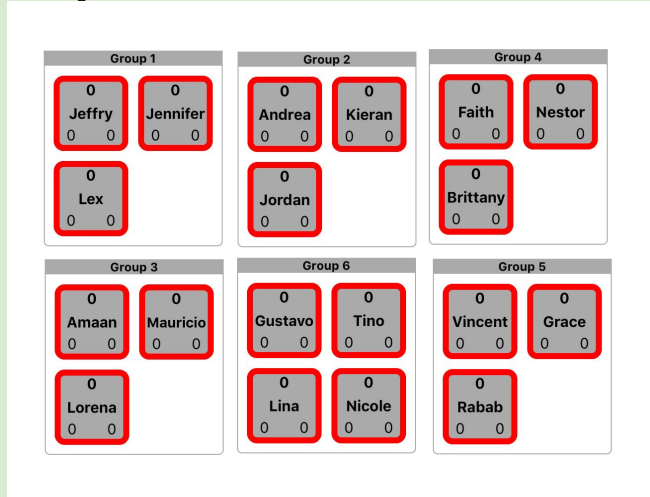 Group 1
0
Jeffry
0 0
0
Jennifer
0 0
0
Lex
0 0
Group 2
0
Andrea
0 0
0
Kieran
0 0
0
Jordan
0 0
Group 4
0
Faith
0 0
0
Nestor
0 0
0
Brittany
0 0
Group 3
0
Amaan
0 0
0
Mauricio
0 0
0
Lorena
0 0
Group 6
0
Gustavo
0 0
0
Tino
0 0
0
Lina
0 0
0
Nicole
0 0
Group 5
0
Vincent
0 0
0
Grace
0 0
0
Rabab
0 0